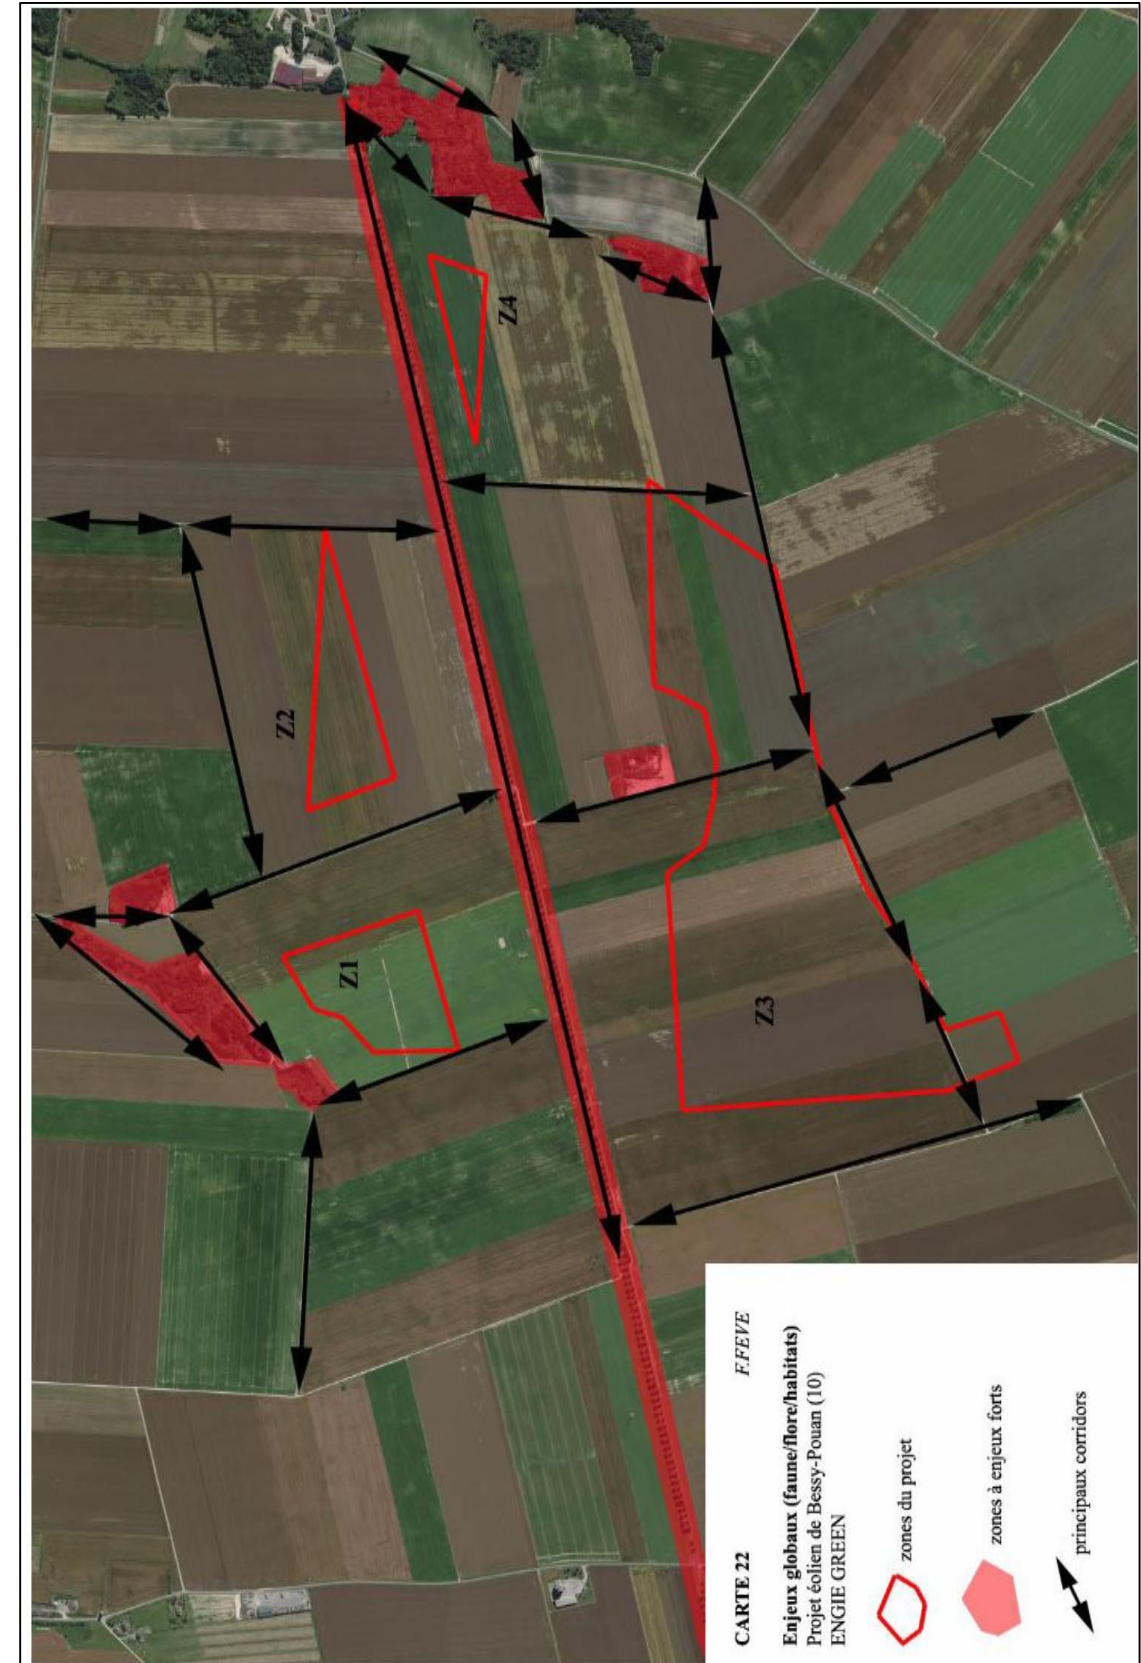 Z1
Z2
Z3
Z4
CARTE 22 F.FEVE
Enjeux globaux (faune/flore/habitats)
Projet éolien de Bessy-Pouan (10)
ENGIE GREEN
zones du projet
zones à enjeux forts
principaux corridors